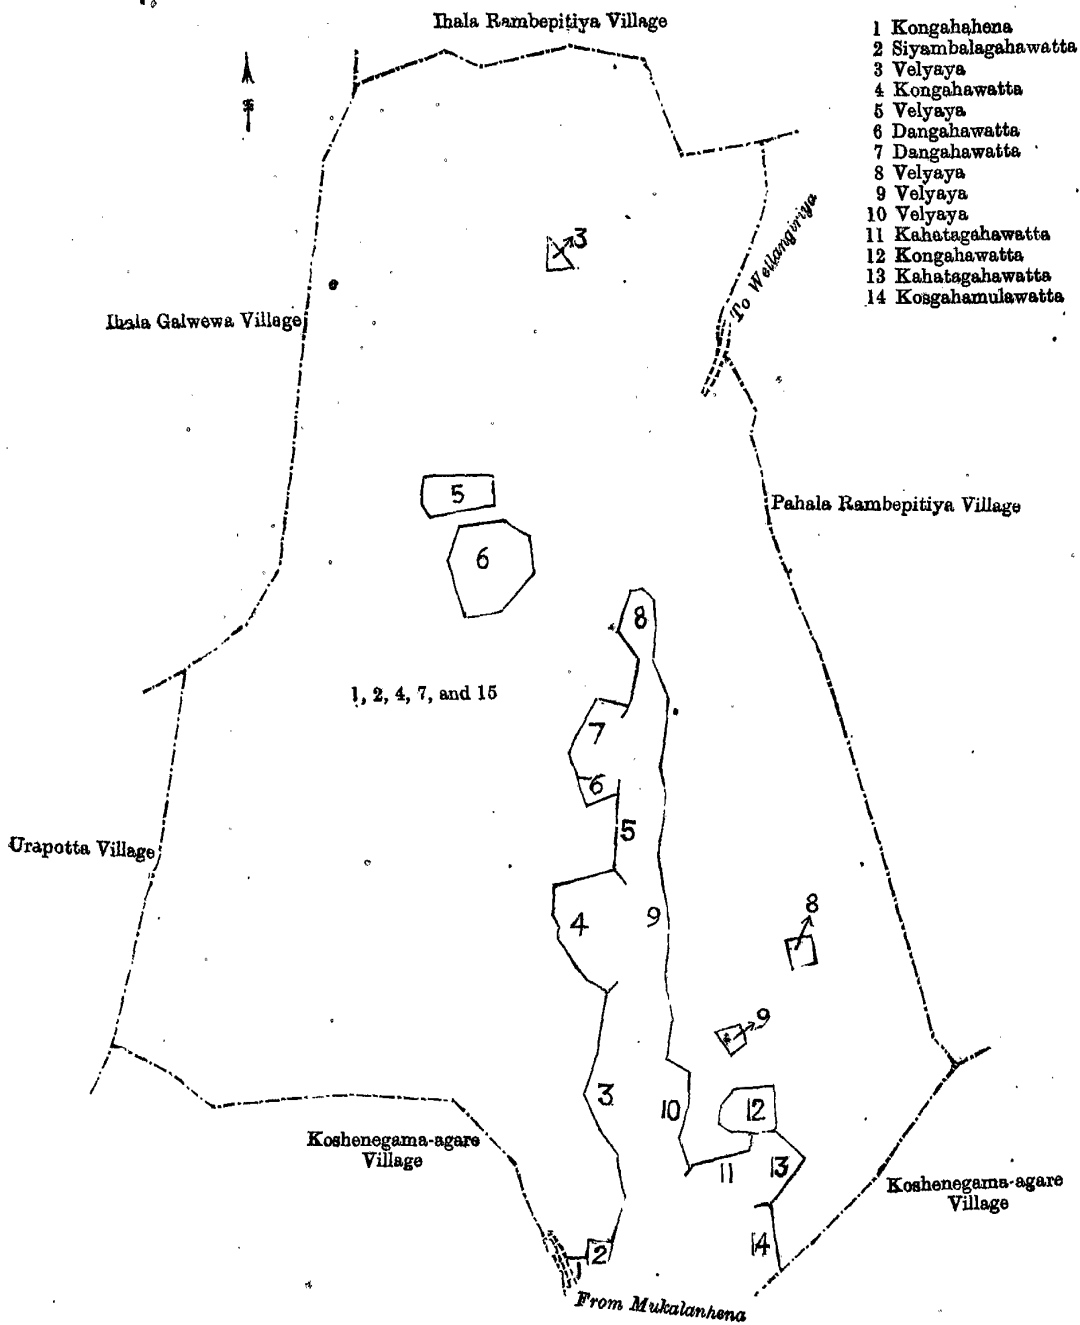 Ihala Rambepitiya Village
1 Kongahahena
2 Siyambalagahawatta
3 Velyaya
4 Kongahawatta
5 Velyaya
6 Dangahawatta
7 Dangahawatta
8 Velyaya
9 Velyaya
10 Velyaya
11 Kahatagahawatta
12 Kongahawatta
13 Kahatagahawatta
14 Kosgahamulawatta
3
To Wellangiriya
Ihala Galwewa Village
5
Pahala Rambepitiya Village
6
8
1, 2, 4, 7, and 15
7
6
5
Urapotta Village
4
9
8
9
3
10
12
Koshenegama-agare
Village
11
13
Koshenegama-agare
Village
14
2
1
From Mukalanhena